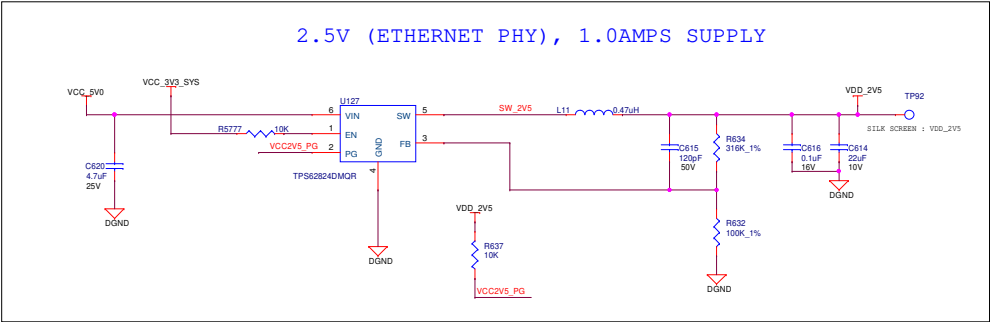 2.5V (ETHERNET PHY), 1.0AMPS SUPPLY
VCC_5V0
VCC_3V3_SYS
VDD_2V5
TP92
SILK SCREEN : VDD_2V5
U127
6
VIN
SW
5
SW_2V5
L11
0.47uH
R5777
10K
1
EN
FB
3
VCC2V5_PG
2
PG
GND
4
TPS62824DMQR
C620
4.7uF
25V
DGND
DGND
C615
120pF
50V
R634
316K_1%
C616
0.1uF
16V
C614
22uF
10V
DGND
R632
100K_1%
DGND
VDD_2V5
R637
10K
VCC2V5_PG